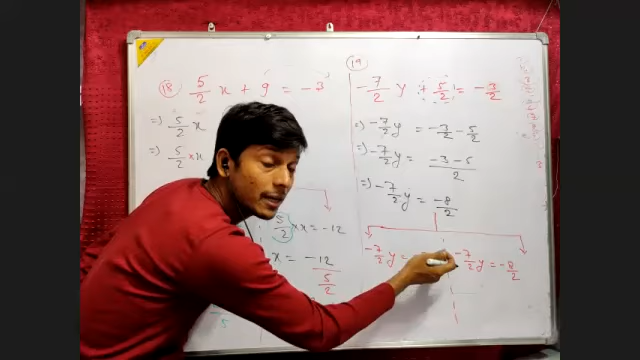 (18) 5/2 x + 9 = -3
=) 5/2 x
=) 5/2 × x
5/2 × x = -12
x = -12 / 5/2
(19)
-7/2 y + 5/2 = -3/2
=) -7/2 y = -3/2 - 5/2
=) -7/2 y = -3-5 / 2
=) -7/2 y = -8/2
-7/2 y =
-7/2 y = -8/2